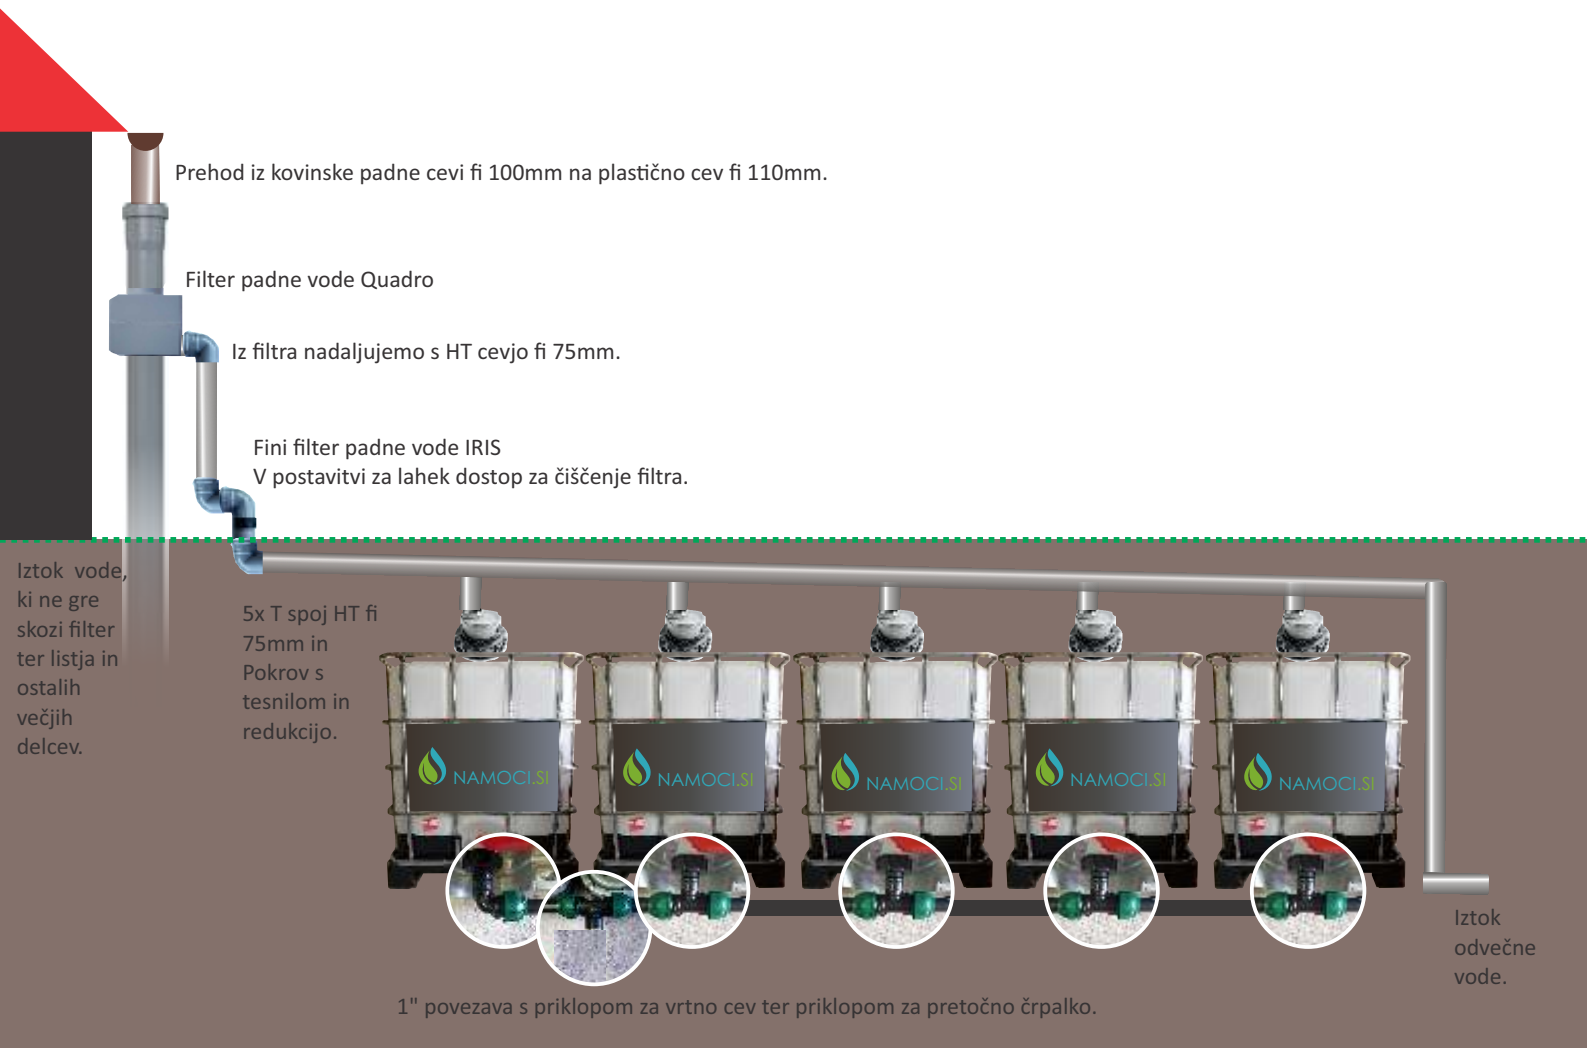 Prehod iz kovinske padne cevi fi 100mm na plastično cev fi 110mm.
Filter padne vode Quadro
Iz filtra nadaljujemo s HT cevjo fi 75mm.
Fini filter padne vode IRIS
V postavitvi za lahek dostop za čiščenje filtra.
Iztok vode,
ki ne gre
skozi filter
ter listja in
ostalih
večjih
delcev.
5x T spoj HT fi
75mm in
Pokrov s
tesnilom in
redukcijo.
NAMOCI.SI
NAMOCI.SI
NAMOCI.SI
NAMOCI.SI
NAMOCI.SI
Iztok
odvečne
vode.
1" povezava s priklopom za vrtno cev ter priklopom za pretočno črpalko.